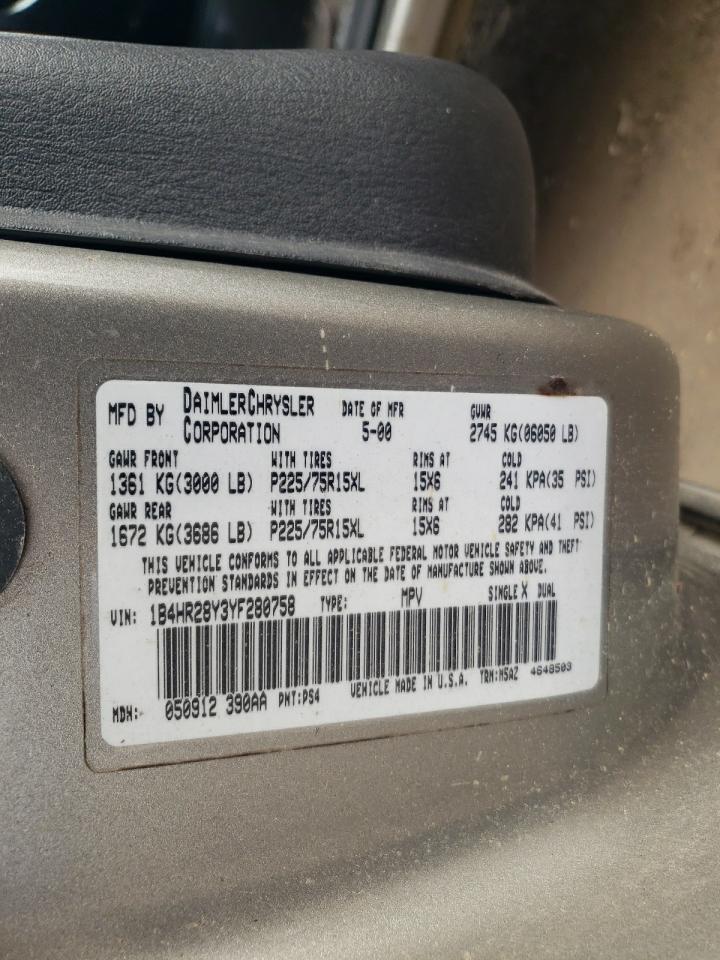 MFD BY DAIMLERCHRYSLER CORPORATION DATE OF MFR 5-00 GVWR 2745 KG(06050 LB)
GAWR FRONT WITH TIRES RIMS AT COLD
1361 KG(3000 LB) P225/75R15XL 15X6 241 KPA(35 PSI)
GAWR REAR WITH TIRES RIMS AT COLD
1672 KG(3686 LB) P225/75R15XL 15X6 282 KPA(41 PSI)
THIS VEHICLE CONFORMS TO ALL APPLICABLE FEDERAL MOTOR VEHICLE SAFETY AND THEFT
PREVENTION STANDARDS IN EFFECT ON THE DATE OF MANUFACTURE SHOWN ABOVE.
VIN: 1B4HR28Y3YF280758 TYPE: MPV SINGLE X DUAL
MDH: 050912 390AA PNT:PS4 VEHICLE MADE IN U.S.A. TRM:M5AZ 4648503